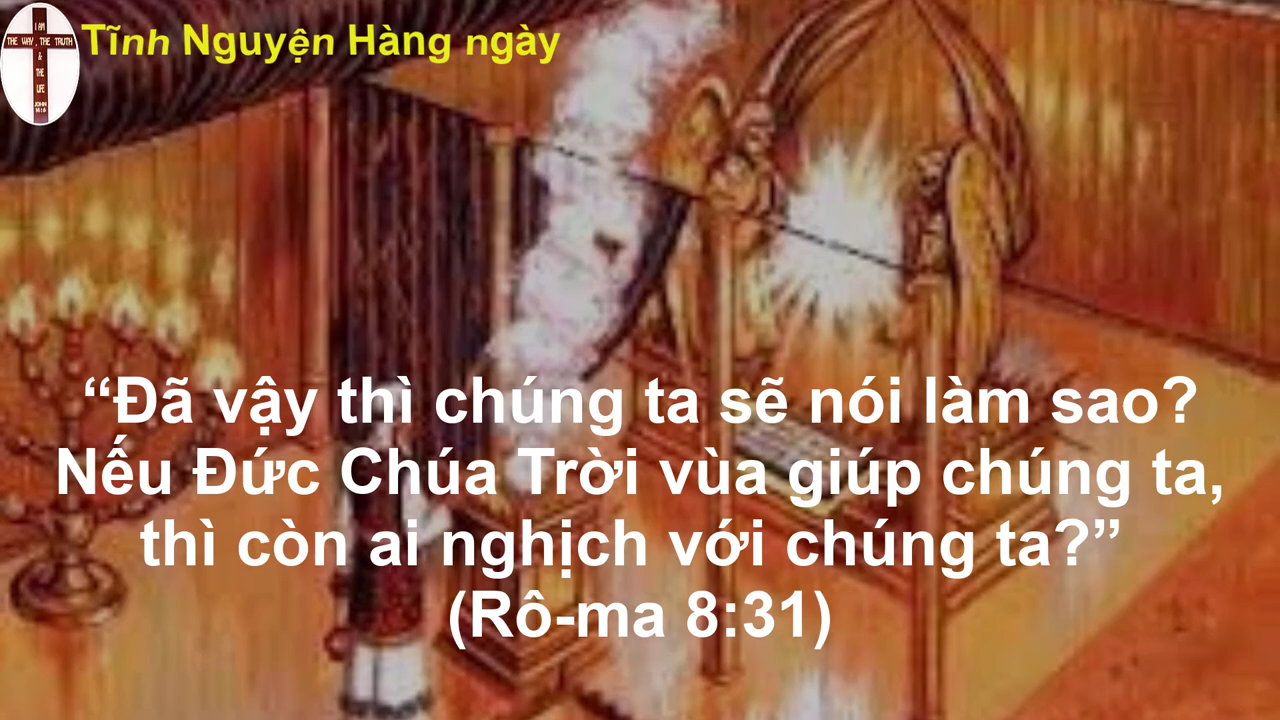 I AM
THE WAY, THE TRUTH
&
THE
LIFE
JOHN
Tĩnh Nguyện Hàng ngày
“Đã vậy thì chúng ta sẽ nói làm sao?
Nếu Đức Chúa Trời vùa giúp chúng ta,
thì còn ai nghịch với chúng ta?”
(Rô-ma 8:31)